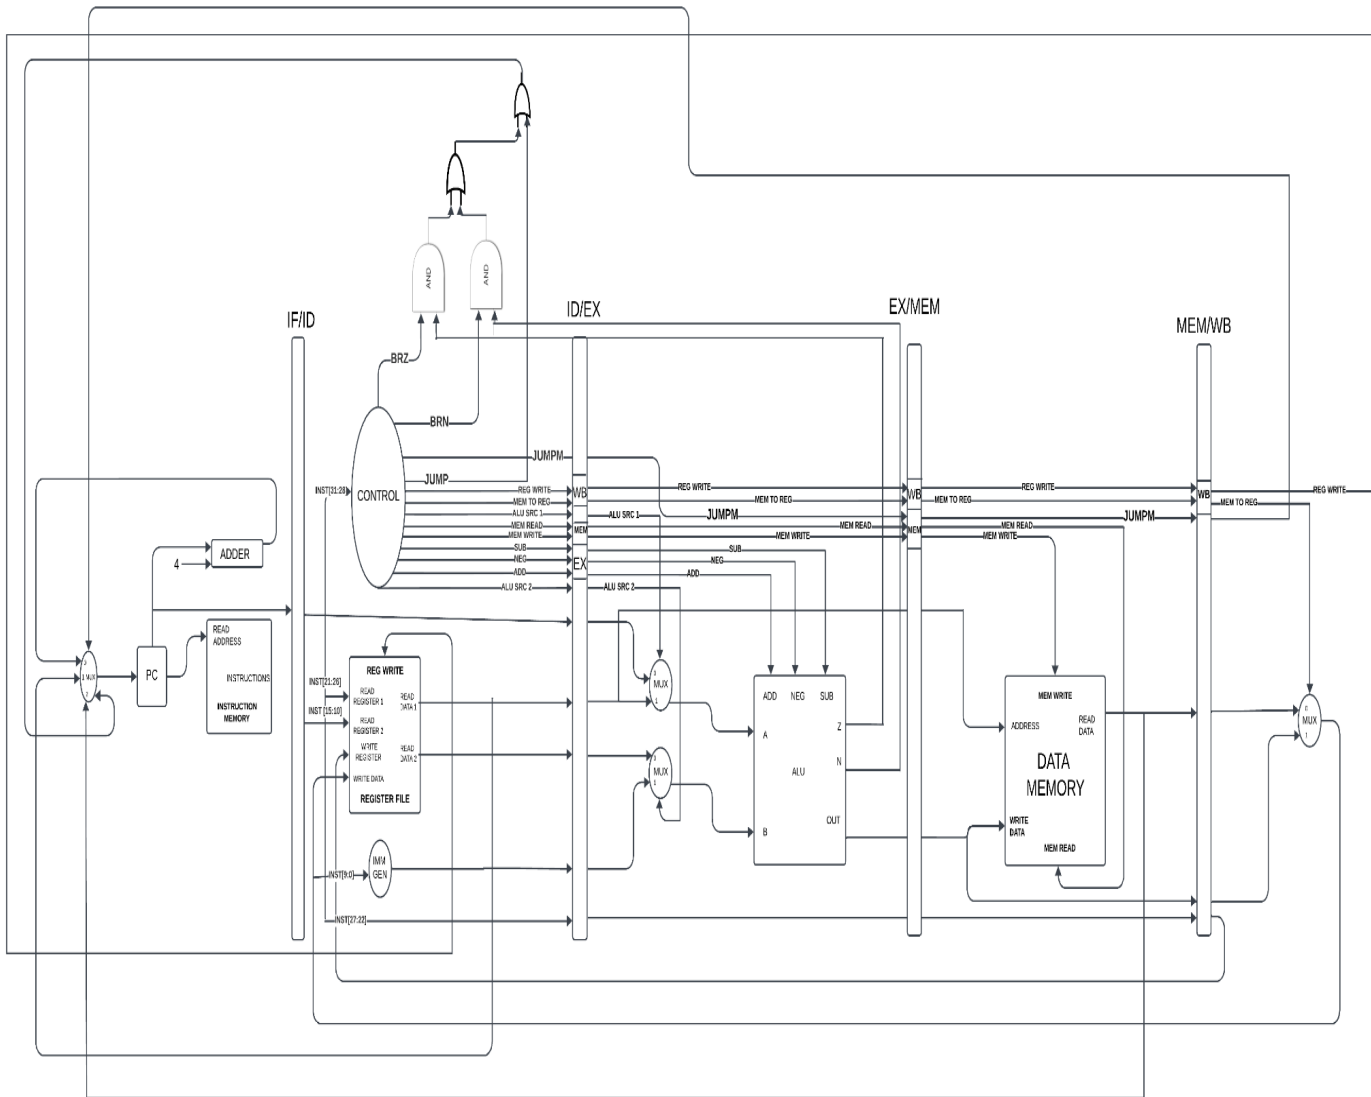 AND
AND
IF/ID
ID/EX
EX/MEM
MEM/WB
BRZ
BRN
JUMPM
JUMP
CONTROL
INST[31:28]
REG WRITE
MEM TO REG
ALU SRC 1
MEM READ
MEM WRITE
SUB
NEG
ADD
ALU SRC 2
WB
MEM
EX
REG WRITE
MEM TO REG
ALU SRC 1
JUMPM
MEM READ
MEM WRITE
SUB
NEG
ADD
ALU SRC 2
WB
MEM
REG WRITE
MEM TO REG
JUMPM
MEM READ
MEM WRITE
WB
REG WRITE
MEM TO REG
ADDER
4
READ
ADDRESS
INSTRUCTIONS
INSTRUCTION
MEMORY
PC
MUX
REG WRITE
INST[21:26]
READ
REGISTER 1
READ
DATA 1
INST [15:10]
READ
REGISTER 2
WRITE
REGISTER
READ
DATA 2
WRITE DATA
REGISTER FILE
IMM
GEN
INST[9:0]
INST[27:22]
MUX
1
MUX
ADD
NEG
SUB
A
Z
N
ALU
OUT
B
MEM WRITE
ADDRESS
READ
DATA
DATA
MEMORY
WRITE
DATA
MEM READ
MUX
1